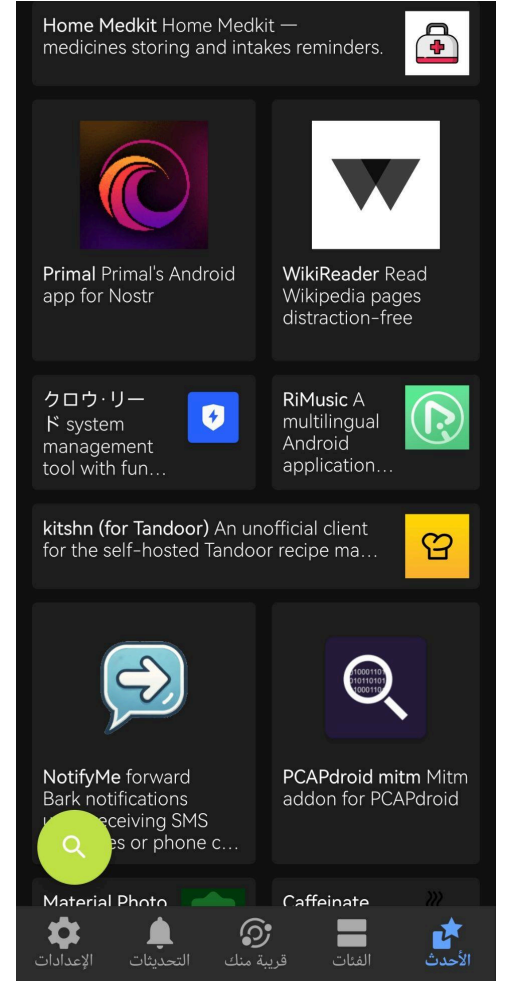 Home Medkit Home Medkit —
medicines storing and intakes reminders.
Primal Primal's Android
app for Nostr
WikiReader Read
Wikipedia pages
distraction-free
クロウ·リー
ド system
management
tool with fun...
RiMusic A
multilingual
Android
application...
kitshn (for Tandoor) An unofficial client
for the self-hosted Tandoor recipe ma...
NotifyMe forward
Bark notifications
receiving SMS
or phone c...
PCAPdroid mitm Mitm
addon for PCAPdroid
Material Photo
Caffeinate
الأحدث
الفئات
قريبة منك
التحديثات
الإعدادات